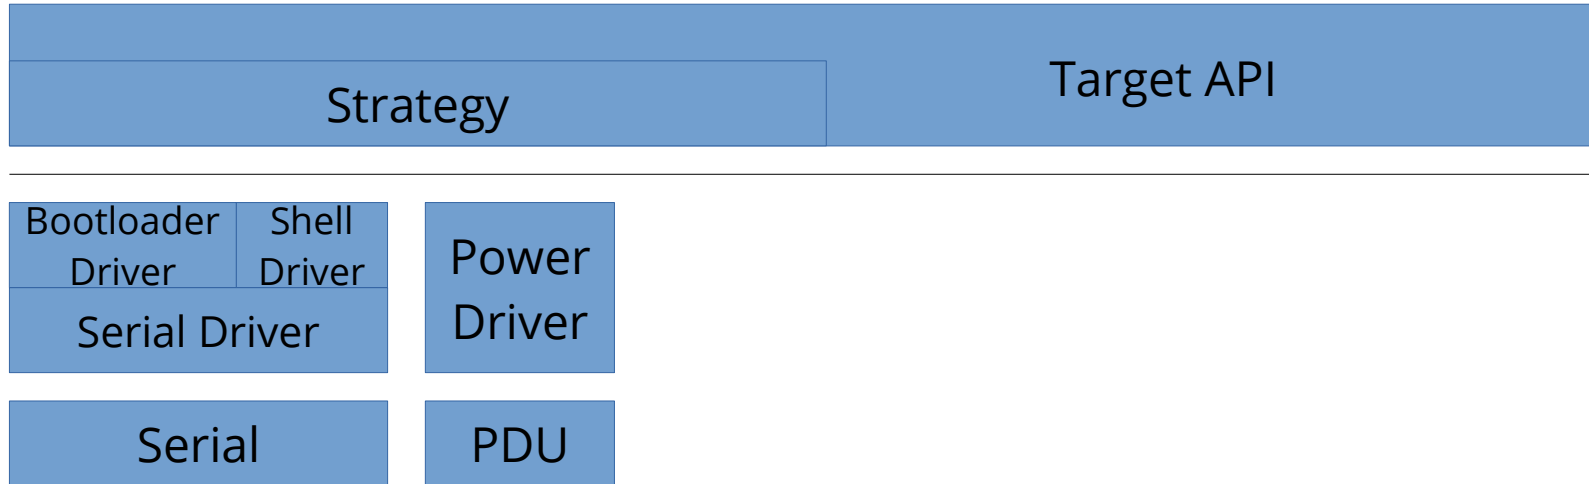 Target API
Strategy
Bootloader
Driver
Shell
Driver
Power
Driver
Serial Driver
Serial
PDU